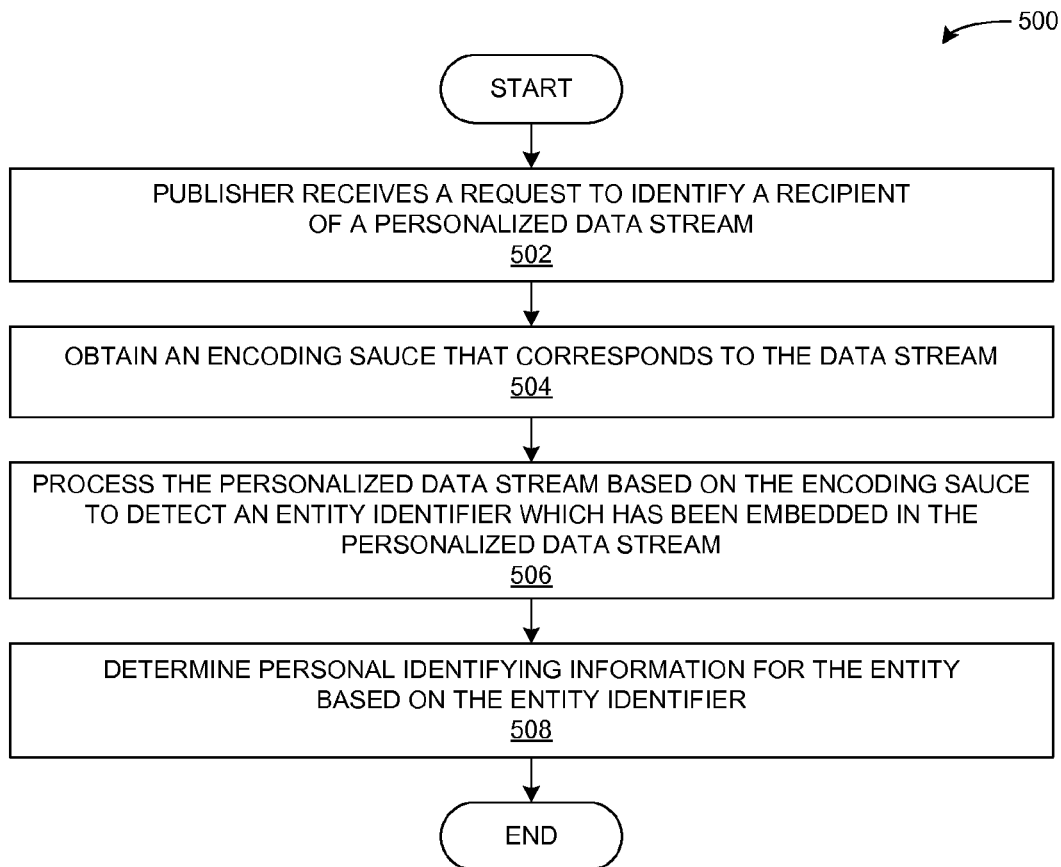 500
START
PUBLISHER RECEIVES A REQUEST TO IDENTIFY A RECIPIENT
OF A PERSONALIZED DATA STREAM
502
OBTAIN AN ENCODING SAUCE THAT CORRESPONDS TO THE DATA STREAM
504
PROCESS THE PERSONALIZED DATA STREAM BASED ON THE ENCODING SAUCE
TO DETECT AN ENTITY IDENTIFIER WHICH HAS BEEN EMBEDDED IN THE
PERSONALIZED DATA STREAM
506
DETERMINE PERSONAL IDENTIFYING INFORMATION FOR THE ENTITY
BASED ON THE ENTITY IDENTIFIER
508
END